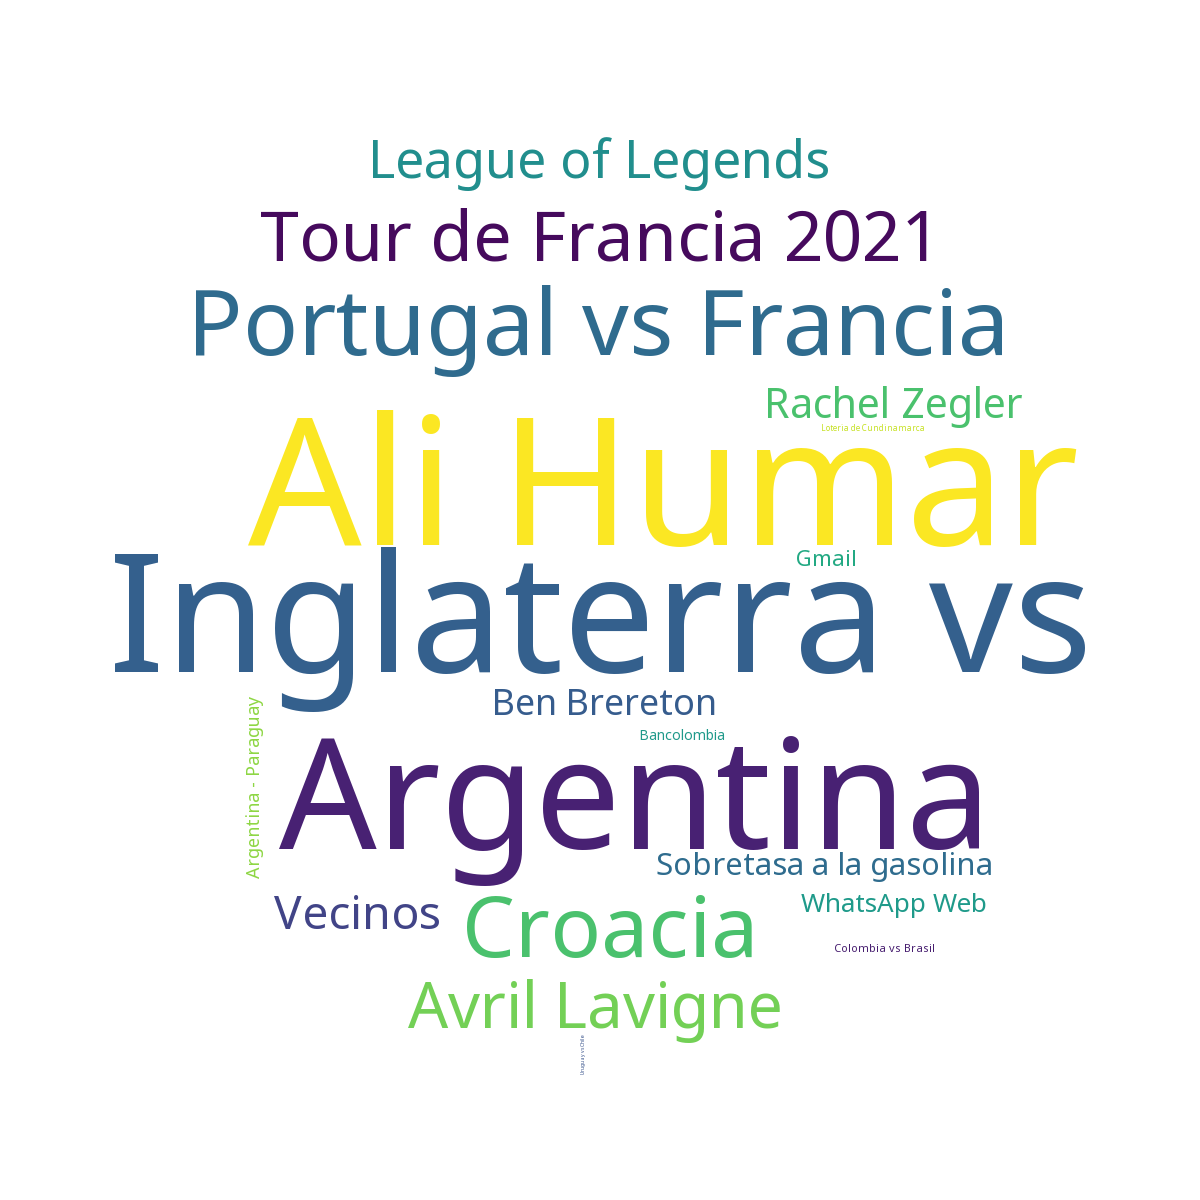 League of Legends
Tour de Francia 2021
Portugal vs Francia
Rachel Zegler
Loteria de Cundinamarca
Ali Humar
Gmail
Inglaterra vs
Ben Brereton
Bancolombia
Argentina - Paraguay
Argentina
Sobretasa a la gasolina
Vecinos
Croacia
WhatsApp Web
Colombia vs Brasil
Avril Lavigne
Uruguay vs Chile